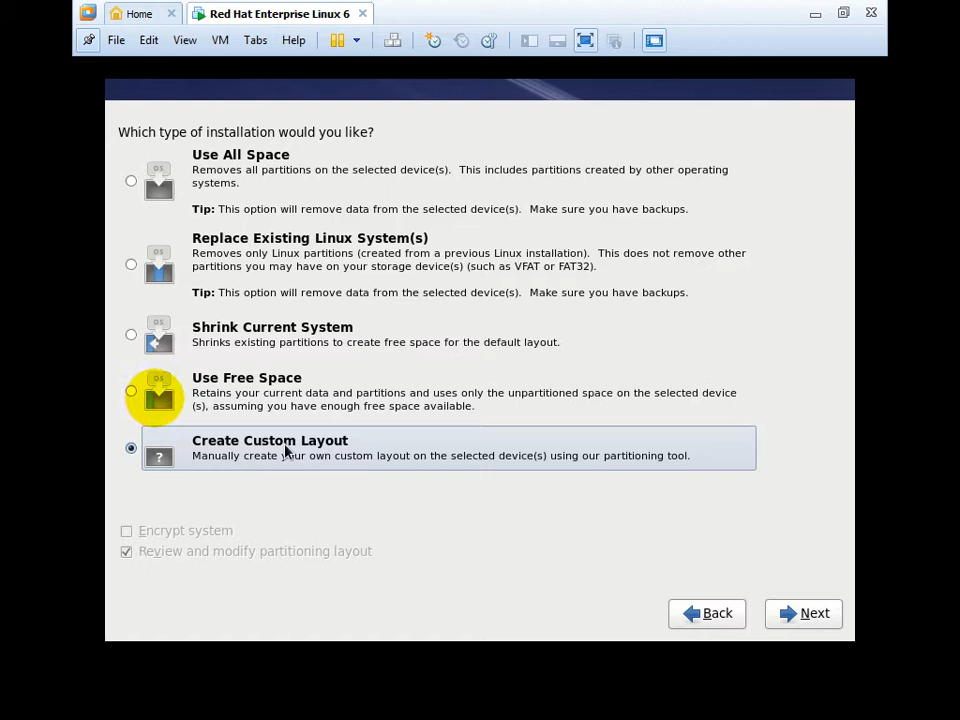 Home
Red Hat Enterprise Linux 6
File Edit View VM Tabs Help
Which type of installation would you like?
Use All Space
Removes all partitions on the selected device(s). This includes partitions created by other operating
systems.
Tip: This option will remove data from the selected device(s). Make sure you have backups.
Replace Existing Linux System(s)
Removes only Linux partitions (created from a previous Linux installation). This does not remove other
partitions you may have on your storage device(s) (such as VFAT or FAT32).
Tip: This option will remove data from the selected device(s). Make sure you have backups.
Shrink Current System
Shrinks existing partitions to create free space for the default layout.
Use Free Space
Retains your current data and partitions and uses only the unpartitioned space on the selected device
(s), assuming you have enough free space available.
Create Custom Layout
Manually create your own custom layout on the selected device(s) using our partitioning tool.
Encrypt system
Review and modify partitioning layout
Back
Next